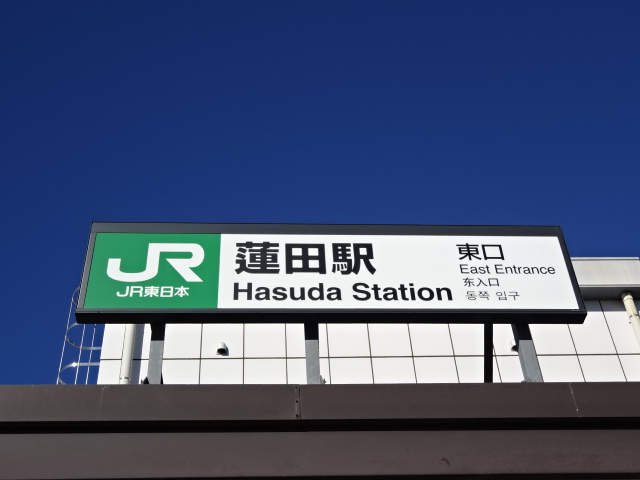 JR
JR東日本
蓮田駅
Hasuda Station
東口
East Entrance
东入口
동쪽 입구